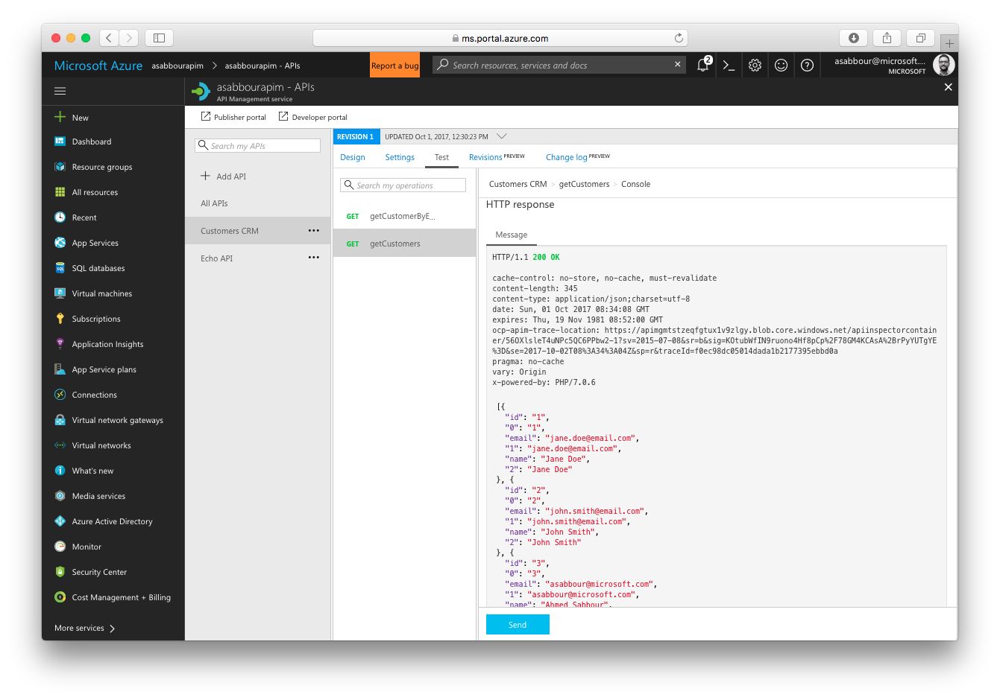 ms.portal.azure.com
Microsoft Azure asabbourapim > asabbourapim - APIs
Report a bug
Search resources, services and docs
2
asabbour@microsoft....
MICROSOFT
asabbourapim - APIs
API Management service
New
Dashboard
Resource groups
All resources
Recent
App Services
SQL databases
Virtual machines
Subscriptions
Application Insights
App Service plans
Connections
Virtual network gateways
Virtual networks
What's new
Media services
Azure Active Directory
Monitor
Security Center
Cost Management + Billing
More services
Publisher portal Developer portal
Search my APIs
Add API
All APIs
Customers CRM
Echo API
REVISION 1 UPDATED Oct 1, 2017, 12:30:23 PM
Design Settings Test Revisions PREVIEW Change log PREVIEW
Search my operations
GET getCustomerByE...
GET getCustomers
Customers CRM > getCustomers > Console
HTTP response
Message
HTTP/1.1 200 OK
cache-control: no-store, no-cache, must-revalidate
content-length: 345
content-type: application/json;charset=utf-8
date: Sun, 01 Oct 2017 08:34:08 GMT
expires: Thu, 19 Nov 1981 08:52:00 GMT
ocp-apim-trace-location: https://apimgmtstzeqfgtux1v9zlgy.blob.core.windows.net/apiinspectorcontain
er/56OXlsleT4uNPc5QC6PPbw2-1?sv=2015-07-08&sr=b&sig=KOtubWfIN9ruono4Hf8pCp%2F78GM4KCAsA%2BrPyYUTgYE
%3D&se=2017-10-02T08%3A34%3A04Z&sp=r&traceId=f0ec98dc05014dada1b2177395ebbd0a
pragma: no-cache
vary: Origin
x-powered-by: PHP/7.0.6
[{
"id": "1",
"0": "1",
"email": "jane.doe@email.com",
"1": "jane.doe@email.com",
"name": "Jane Doe",
"2": "Jane Doe"
}, {
"id": "2",
"0": "2",
"email": "john.smith@email.com",
"1": "john.smith@email.com",
"name": "John Smith",
"2": "John Smith"
}, {
"id": "3",
"0": "3",
"email": "asabbour@microsoft.com",
"1": "asabbour@microsoft.com",
"name": "Ahmed Sabbour",
Send